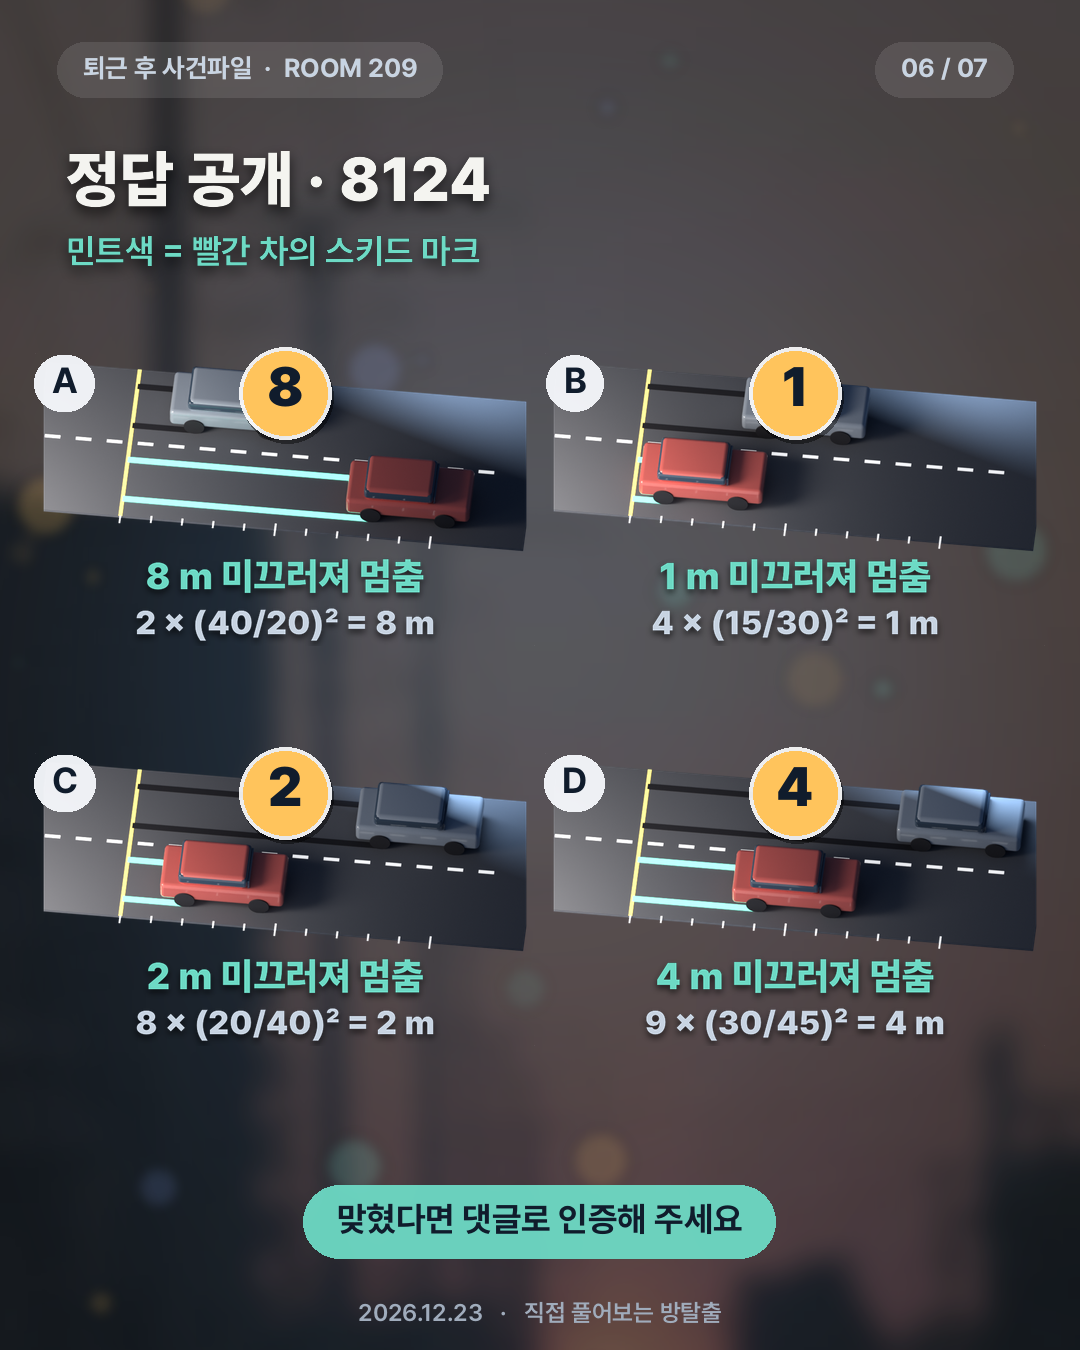 퇴근 후 사건파일 · ROOM 209
06 / 07
정답 공개 · 8124
민트색 = 빨간 차의 스키드 마크
A
8
B
1
8 m 미끄러져 멈춤
2 × (40/20)² = 8 m
1 m 미끄러져 멈춤
4 × (15/30)² = 1 m
C
2
D
4
2 m 미끄러져 멈춤
8 × (20/40)² = 2 m
4 m 미끄러져 멈춤
9 × (30/45)² = 4 m
맞혔다면 댓글로 인증해 주세요
2026.12.23 · 직접 풀어보는 방탈출